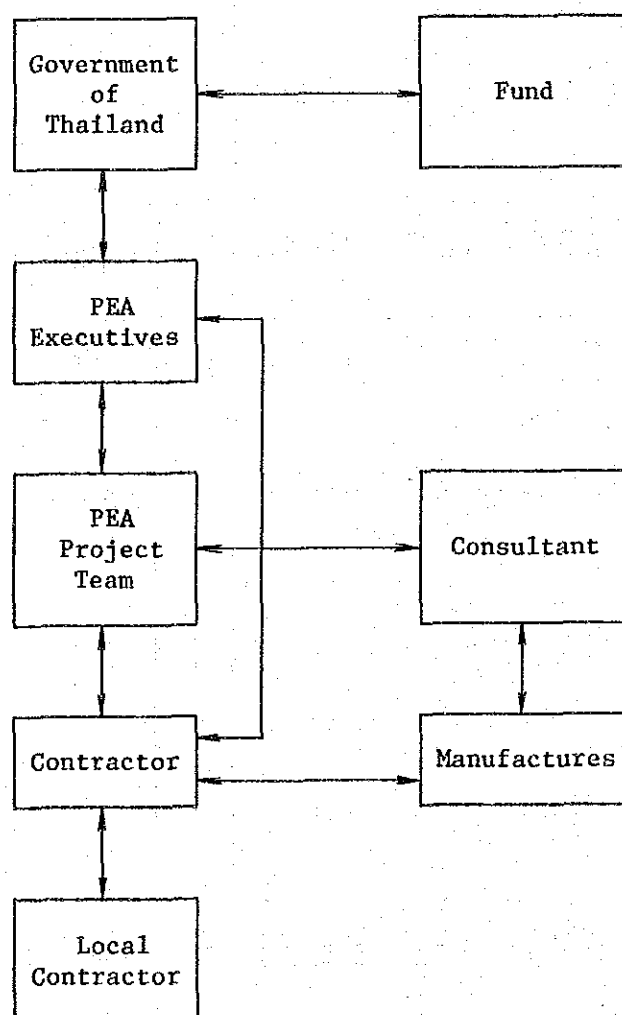 Government
of
Thailand
Fund
PEA
Executives
PEA
Project
Team
Consultant
Contractor
Manufactures
Local
Contractor